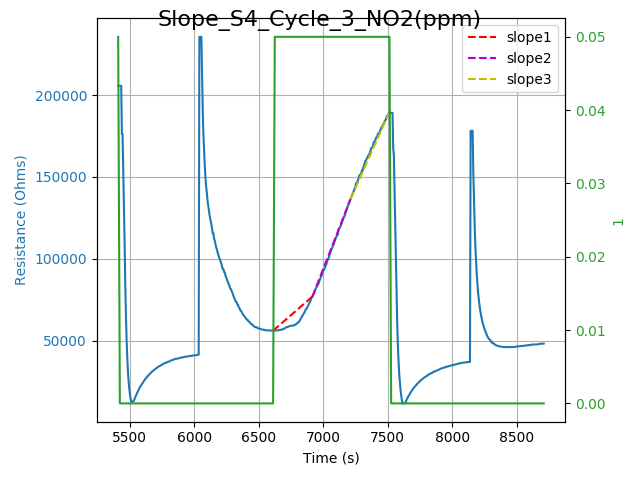 Slope_S4_Cycle_3_NO2(ppm)
slope1
slope2
slope3
Resistance (Ohms)
200000
150000
100000
50000
0.05
0.04
0.03
0.02
0.01
0.00
1
5500 6000 6500 7000 7500 8000 8500
Time (s)